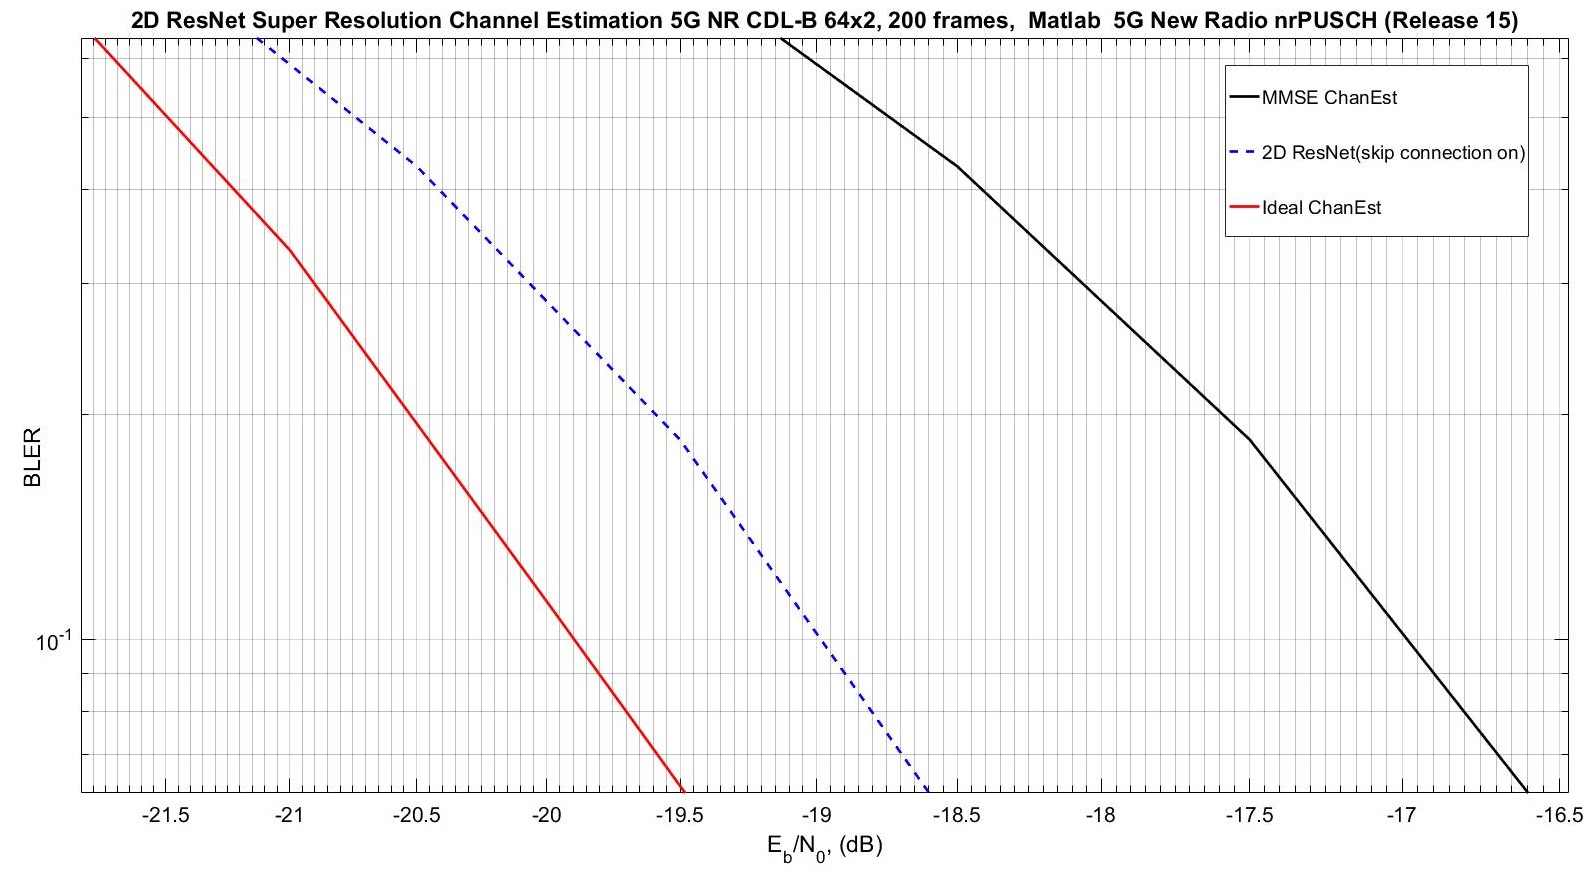 2D ResNet Super Resolution Channel Estimation 5G NR CDL-B 64x2, 200 frames,  Matlab  5G New Radio nrPUSCH (Release 15)
MMSE ChanEst
2D ResNet(skip connection on)
Ideal ChanEst
BLER
10-1
-21.5 -21 -20.5 -20 -19.5 -19 -18.5 -18 -17.5 -17 -16.5
Eb/N0, (dB)